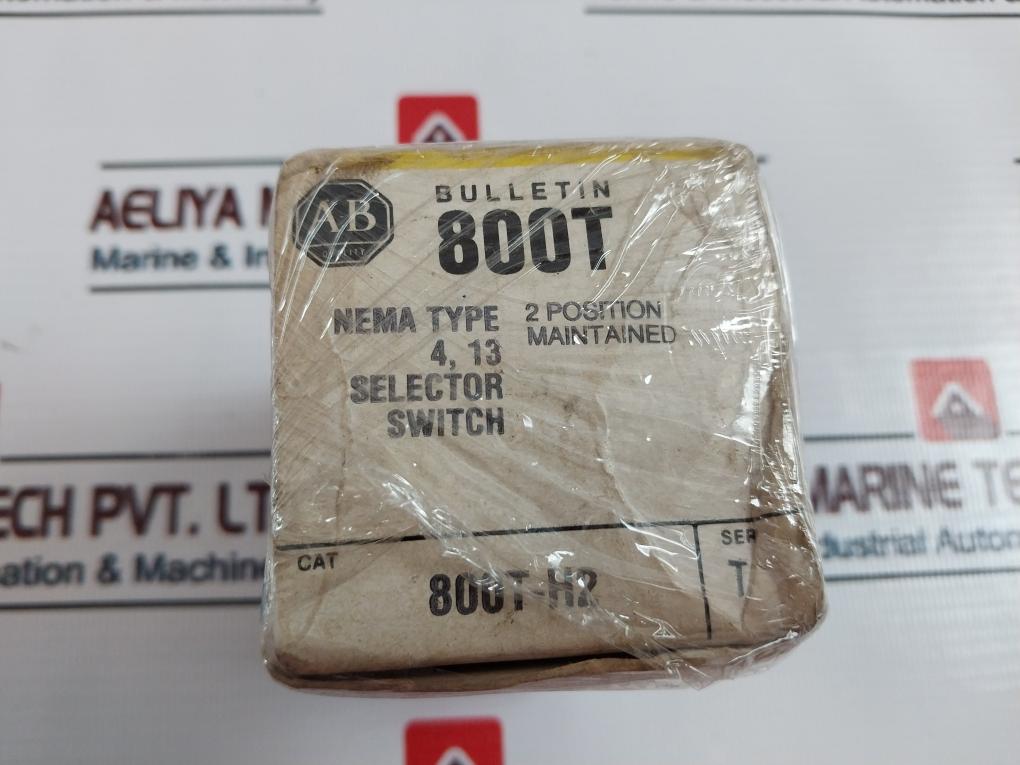 AELIYA
Marine & In
AB
BULLETIN
800T
NEMA TYPE
4, 13
SELECTOR
SWITCH
2 POSITION
MAINTAINED
ECH PVT. LT
ation & Machin
MARINE TE
dustrial Autom
CAT
800T-H2
SER
T